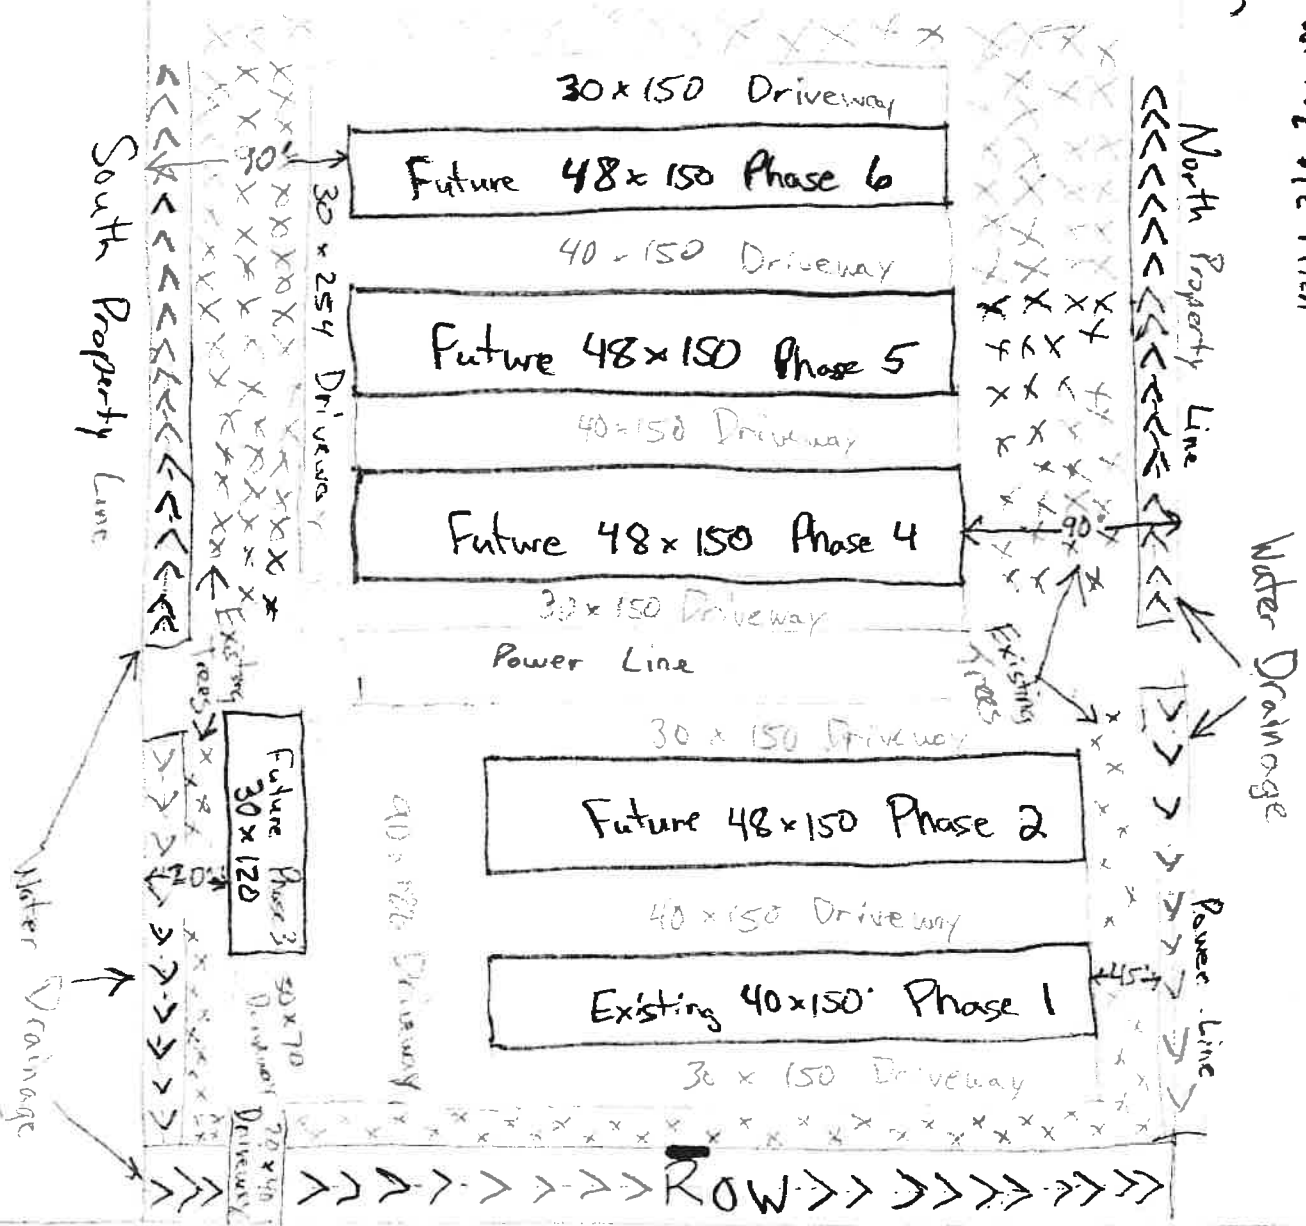 30 x 150 Driveway
North Property Line
South Property Line
90'
Future 48 x 150 Phase 6
30 x 254 Driveway
40 - 150 Driveway
Future 48 x 150 Phase 5
40 - 150 Driveway
Future 48 x 150 Phase 4
90
30 x 150 Driveway
Water Drainage
Existing Trees
Existing Trees
Power Line
30 x 150 Driveway
Future Phase 3
30 x 120
Future 48 x 150 Phase 2
20'
40 x 150 Driveway
Power Line
Water Drainage
Existing 40 x 150' Phase 1
45'
Driveway
30 x 150 Driveway
Driveway
Driveway
ROW